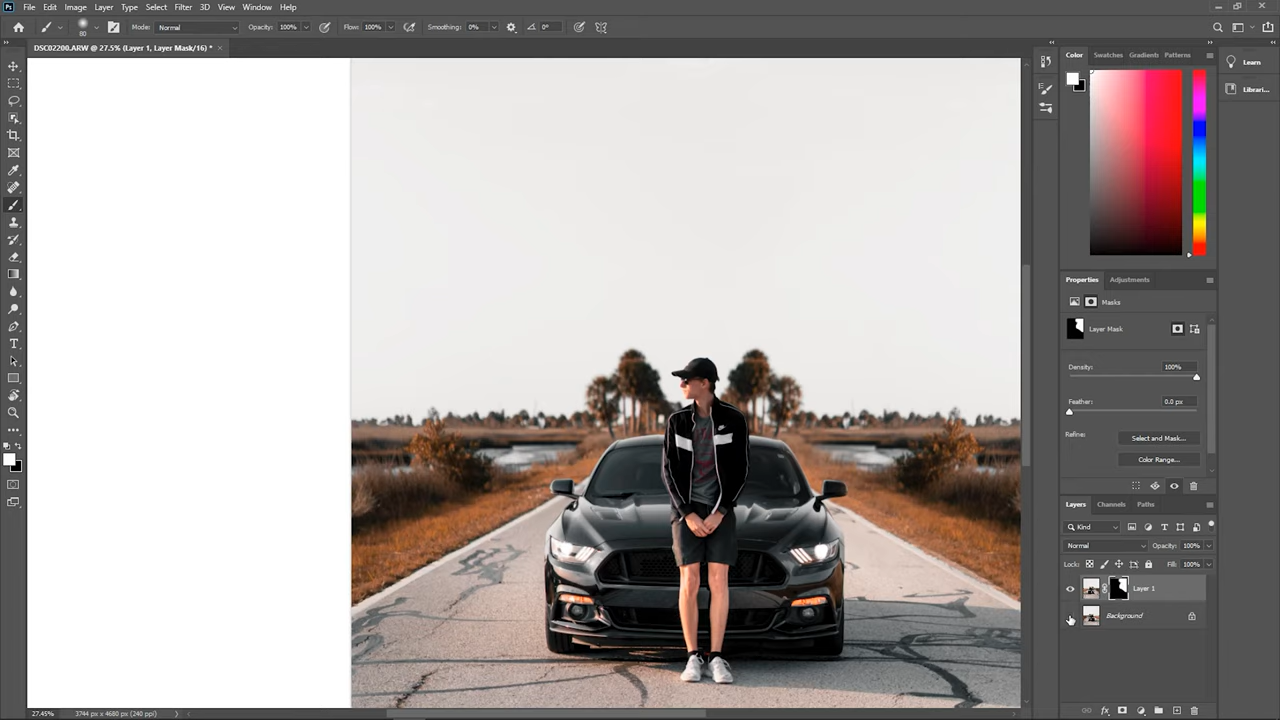 Ps File Edit Image Layer Type Select Filter 3D View Window Help
80 Mode: Normal Opacity: 100% Flow: 100% Smoothing: 0% 0°
DSC02200.ARW @ 27.5% (Layer 1, Layer Mask/16) * ×
Color Swatches Gradients Patterns
Learn
Librari...
Properties Adjustments
Masks
Layer Mask
Density: 100%
Feather: 0.0 px
Refine: Select and Mask...
Color Range...
Layers Channels Paths
Kind
Normal Opacity: 100%
Lock: Fill: 100%
Layer 1
Background
27.45% 3744 px x 4680 px (240 ppi)